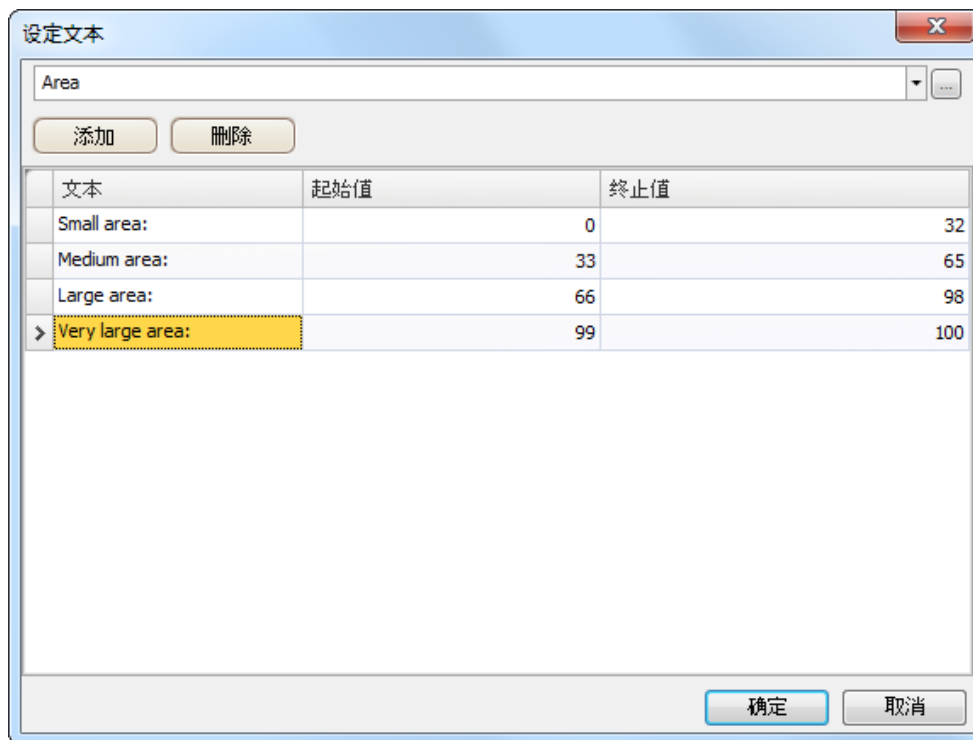 设定文本
Area
...
添加 删除
文本 起始值 终止值
Small area: 0 32
Medium area: 33 65
Large area: 66 98
Very large area: 99 100
确定 取消